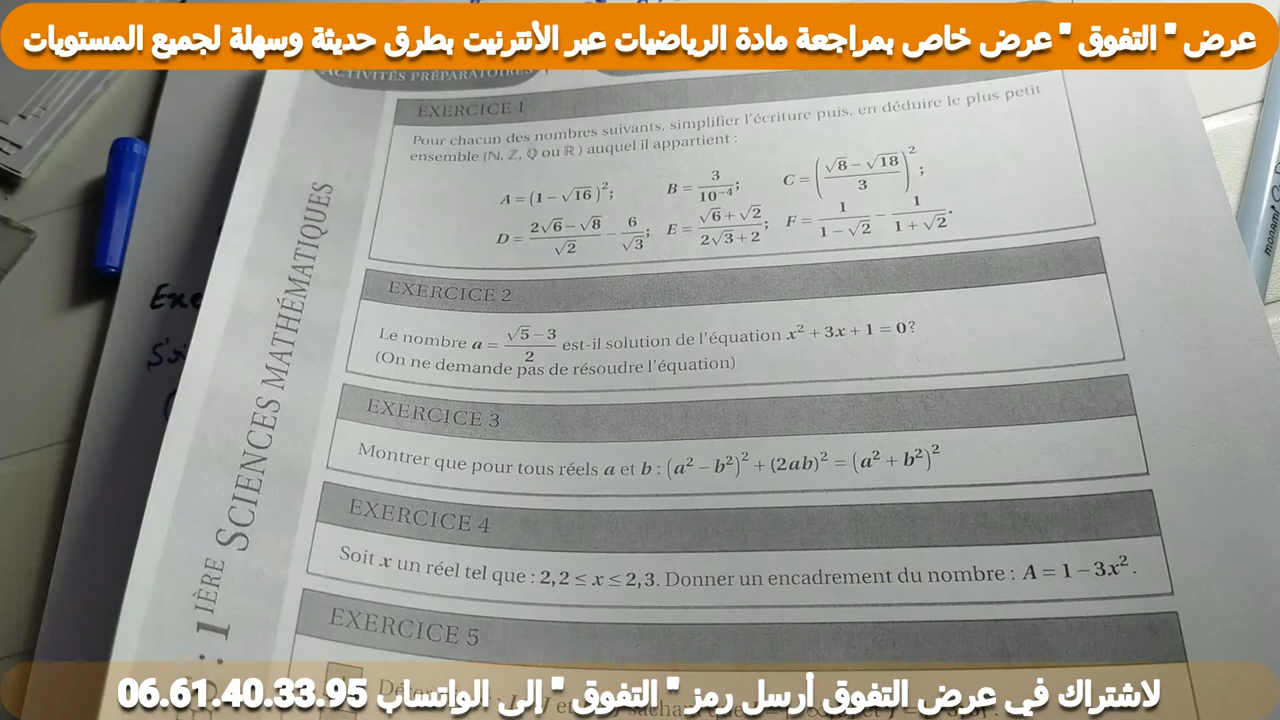 عرض " التفوق " عرض خاص بمراجعة مادة الرياضيات عبر الأنترنيت بطرق حديثة وسهلة لجميع المستويات
ACTIVITÉS PRÉPARATOIRES
EXERCICE 1
Pour chacun des nombres suivants, simplifier l'écriture puis, en déduire le plus petit
ensemble (ℕ, ℤ, ℚ ou ℝ) auquel il appartient :
A = (1 − √16)²; B = 3/10⁻⁴; C = ((√8 − √18)/3)²;
D = (2√6 − √8)/√2 − 6/√3; E = (√6 + √2)/(2√3 + 2); F = 1/(1 − √2) − 1/(1 + √2).
EXERCICE 2
Le nombre a = (√5 − 3)/2 est-il solution de l'équation x² + 3x + 1 = 0?
(On ne demande pas de résoudre l'équation)
EXERCICE 3
Montrer que pour tous réels a et b : (a² − b²)² + (2ab)² = (a² + b²)²
EXERCICE 4
Soit x un réel tel que : 2,2 ≤ x ≤ 2,3. Donner un encadrement du nombre : A = 1 − 3x².
EXERCICE 5
: 1 IÈRE SCIENCES MATHÉMATIQUES
لاشتراك في عرض التفوق أرسل رمز " التفوق " إلى الواتساب 06.61.40.33.95